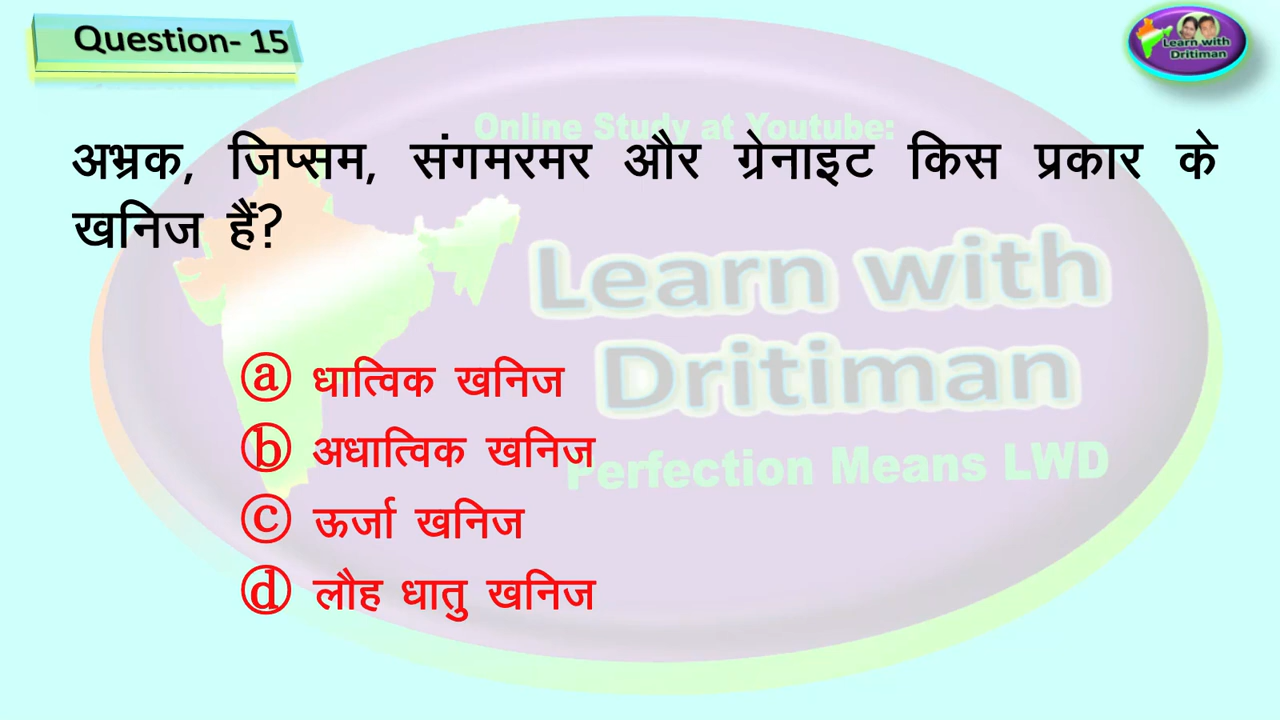 Question- 15
Learn with
Dritiman
Online Study at Youtube:
अभ्रक, जिप्सम, संगमरमर और ग्रेनाइट किस प्रकार के
खनिज हैं?
Learn with
Dritiman
ⓐ धात्विक खनिज
ⓑ अधात्विक खनिज
Perfection Means LWD
ⓒ ऊर्जा खनिज
ⓓ लौह धातु खनिज